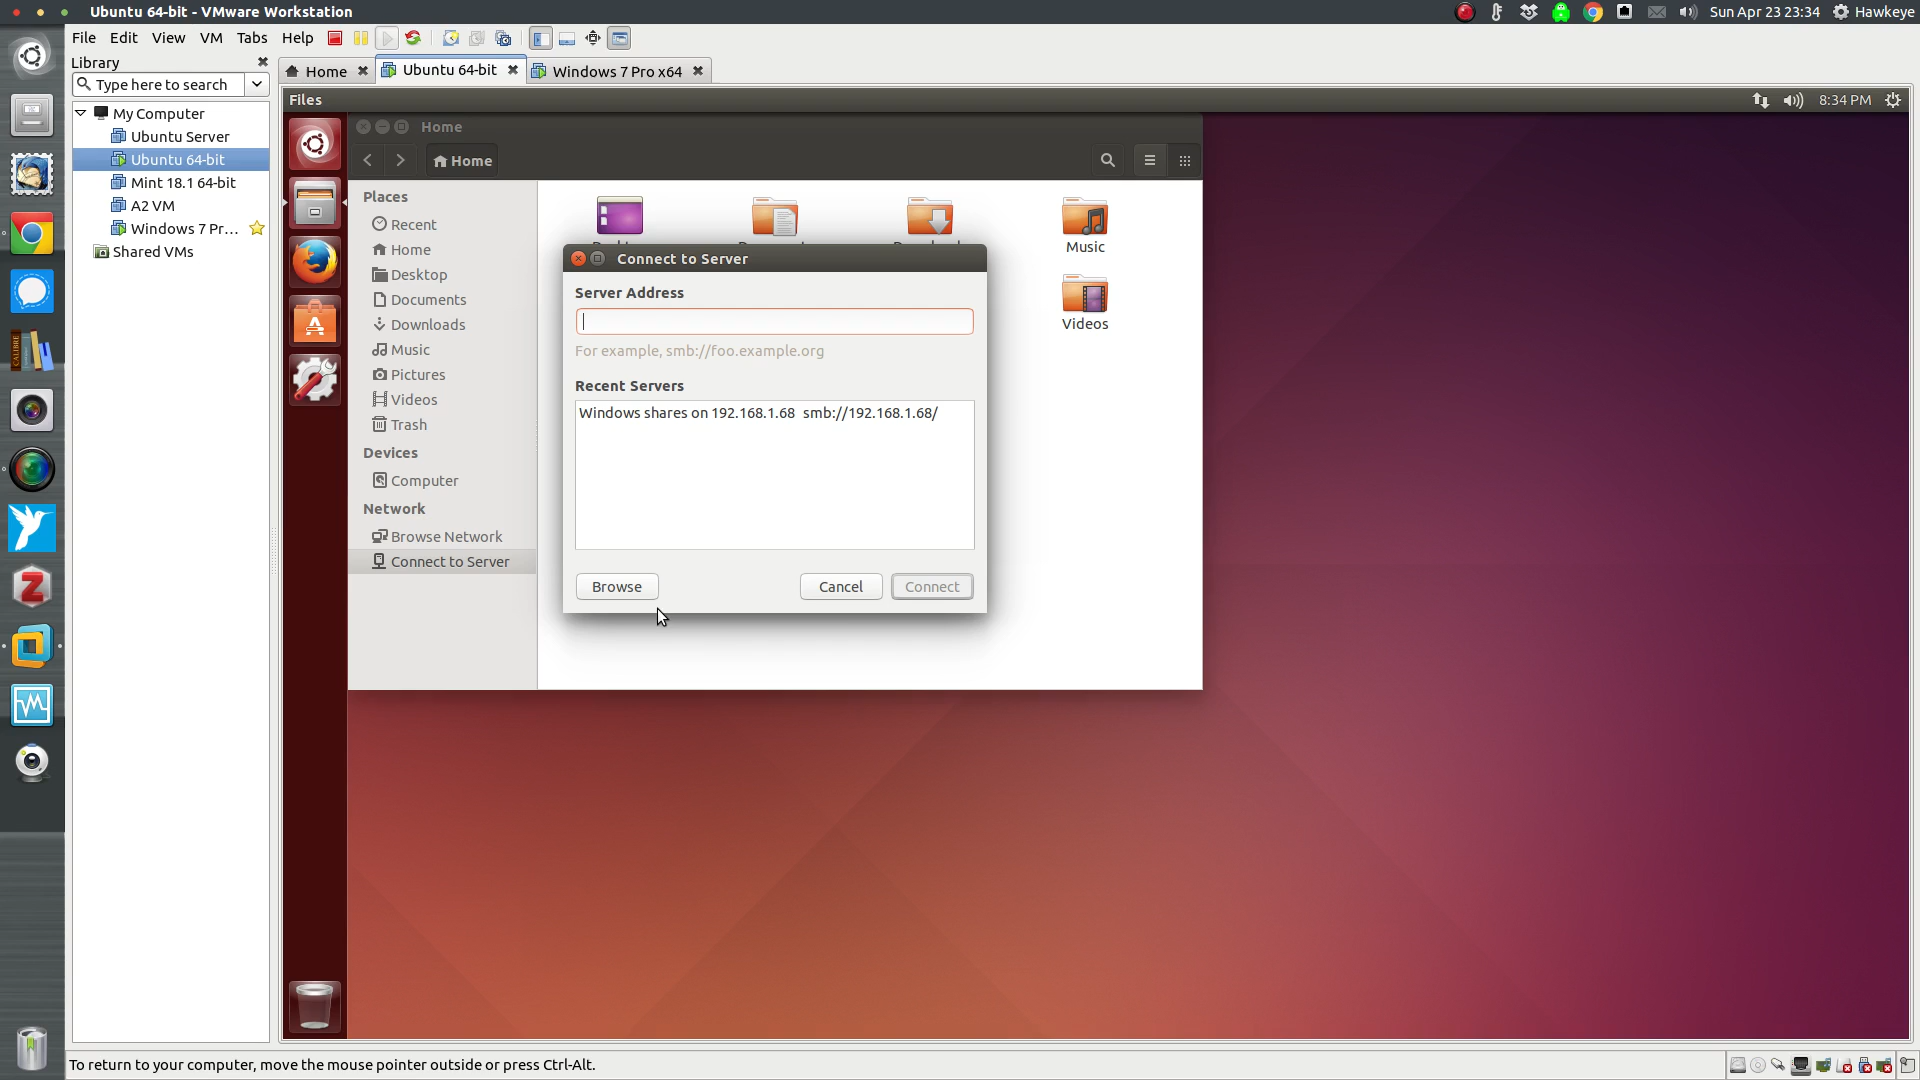 Ubuntu 64-bit - VMware Workstation
Sun Apr 23 23:34
Hawkeye
File Edit View VM Tabs Help
Library
Type here to search
My Computer
Ubuntu Server
Ubuntu 64-bit
Mint 18.1 64-bit
A2 VM
Windows 7 Pr...
Shared VMs
Home
Ubuntu 64-bit
Windows 7 Pro x64
Files
8:34 PM
Home
Home
Places
Recent
Home
Desktop
Documents
Downloads
Music
Pictures
Videos
Trash
Devices
Computer
Network
Browse Network
Connect to Server
Music
Videos
Connect to Server
Server Address
For example, smb://foo.example.org
Recent Servers
Windows shares on 192.168.1.68 smb://192.168.1.68/
Browse
Cancel
Connect
CALIBRE
To return to your computer, move the mouse pointer outside or press Ctrl-Alt.